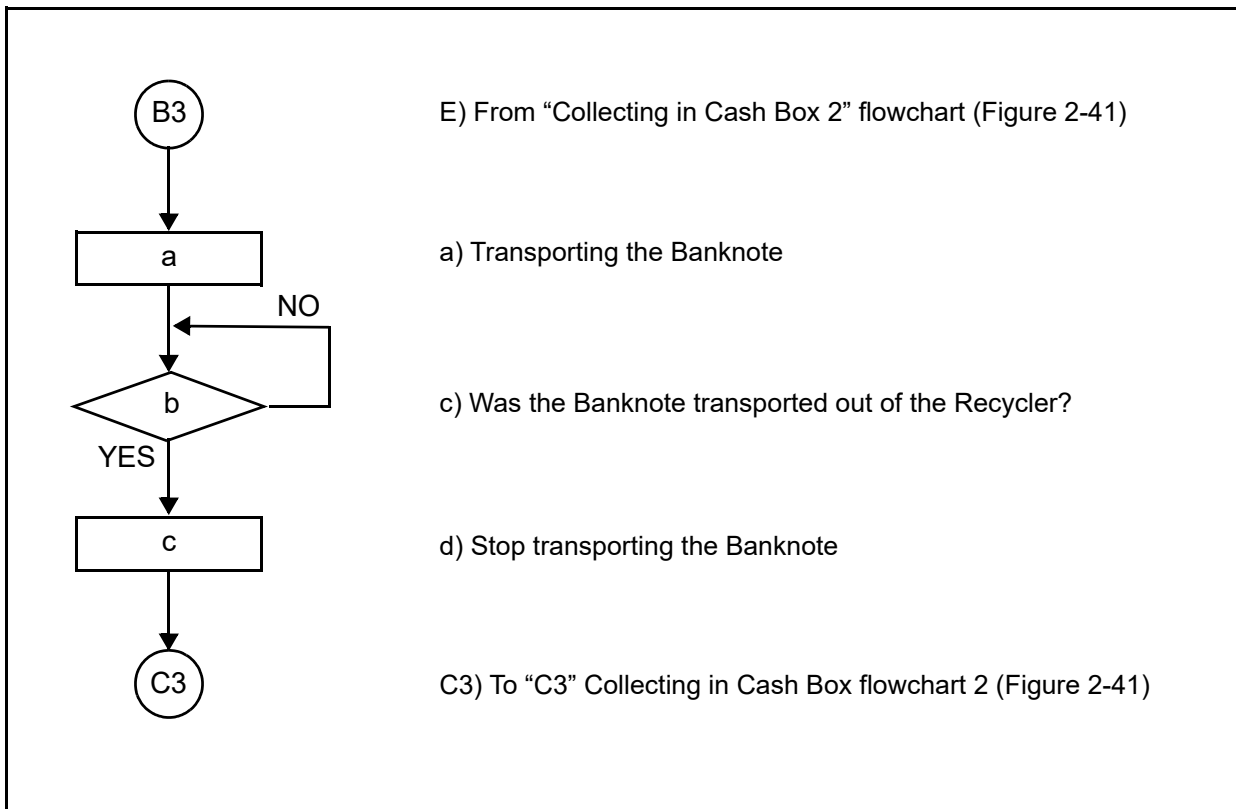 B3
E) From “Collecting in Cash Box 2” flowchart (Figure 2-41)
a
a) Transporting the Banknote
NO
b
c) Was the Banknote transported out of the Recycler?
YES
c
d) Stop transporting the Banknote
C3
C3) To “C3” Collecting in Cash Box flowchart 2 (Figure 2-41)